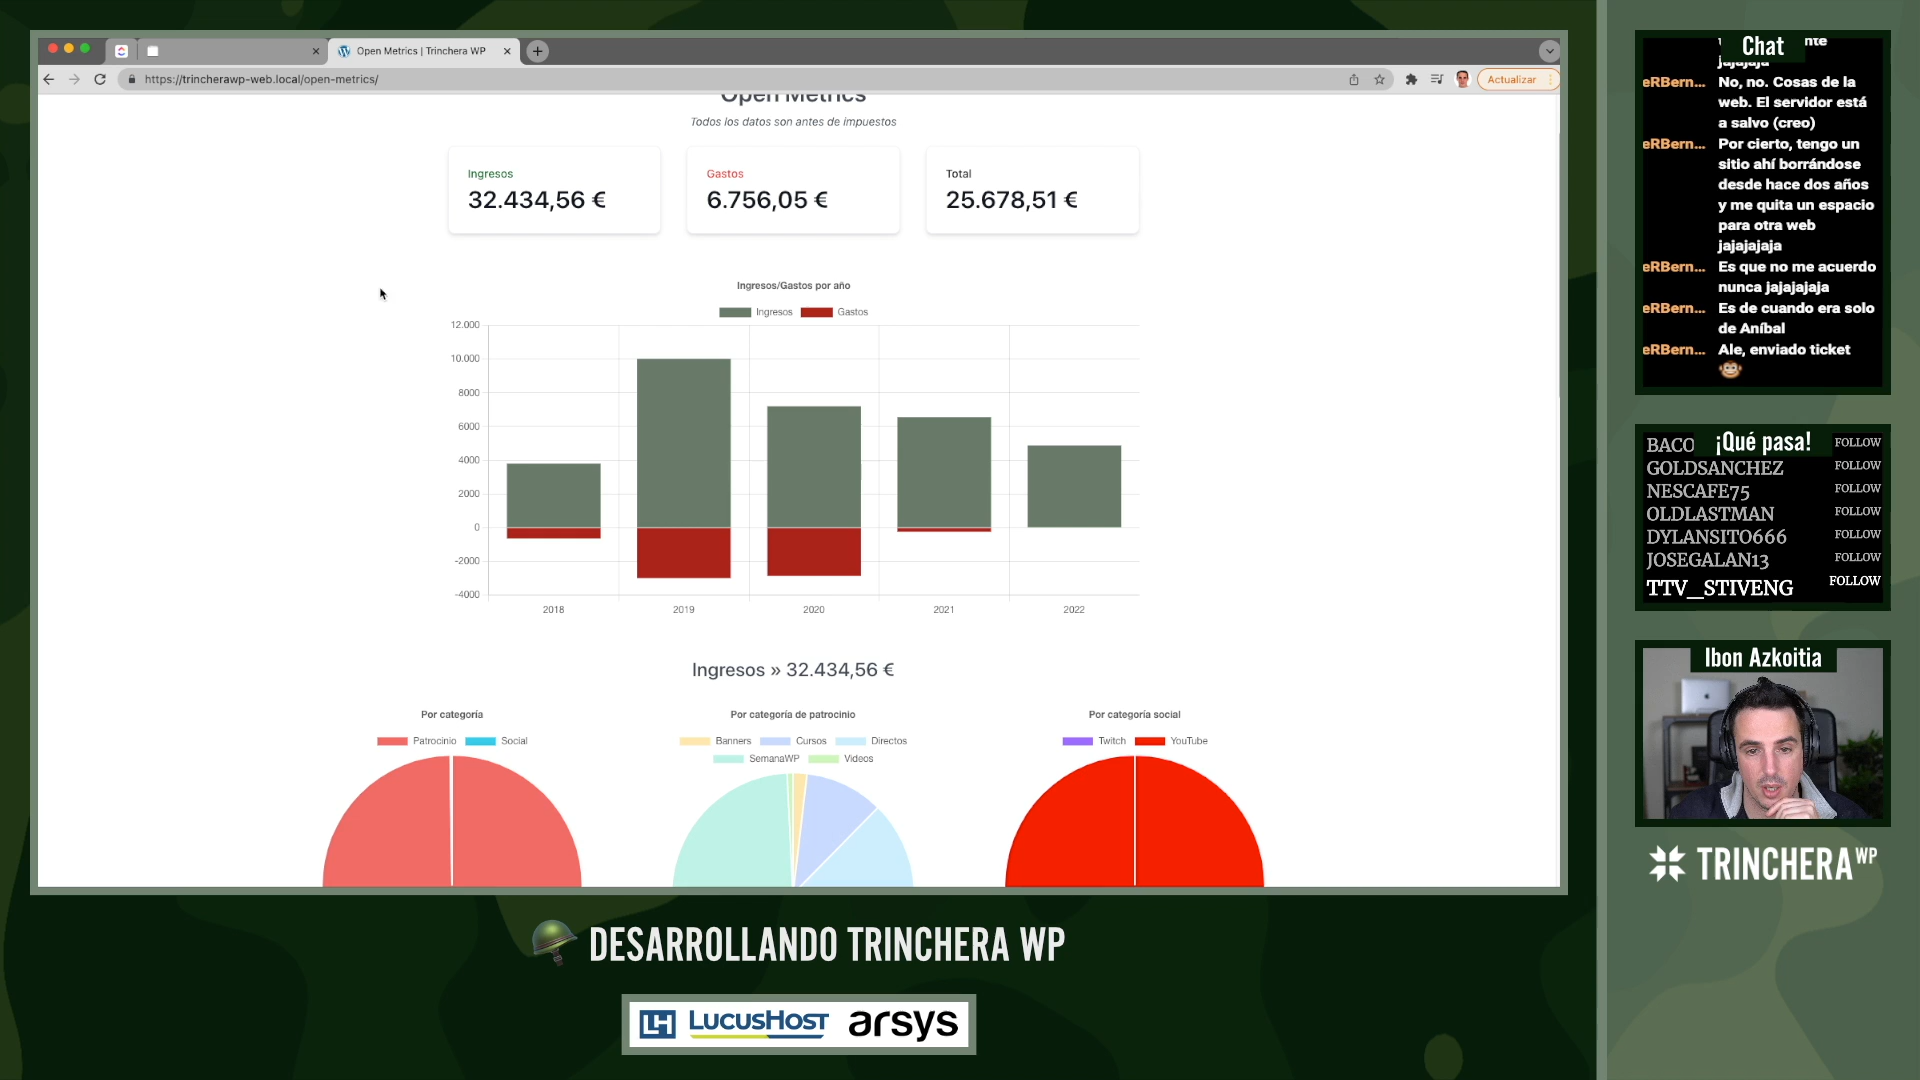 Open Metrics | Trinchera WP
https://trincherawp-web.local/open-metrics/
Actualizar
Open Metrics
Todos los datos son antes de impuestos
Ingresos
32.434,56 €
Gastos
6.756,05 €
Total
25.678,51 €
Ingresos/Gastos por año
Ingresos Gastos
12.000
10.000
8000
6000
4000
2000
0
-2000
-4000
2018 2019 2020 2021 2022
Ingresos » 32.434,56 €
Por categoría
Patrocinio Social
Por categoría de patrocinio
Banners Cursos Directos
SemanaWP Videos
Por categoría social
Twitch YouTube
Chat
jajajaja
eRBern... No, no. Cosas de la
web. El servidor está
a salvo (creo)
eRBern... Por cierto, tengo un
sitio ahí borrándose
desde hace dos años
y me quita un espacio
para otra web
jajajajaja
eRBern... Es que no me acuerdo
nunca jajajajaja
eRBern... Es de cuando era solo
de Aníbal
eRBern... Ale, enviado ticket
¡Qué pasa!
BACO FOLLOW
GOLDSANCHEZ FOLLOW
NESCAFE75 FOLLOW
OLDLASTMAN FOLLOW
DYLANSITO666 FOLLOW
JOSEGALAN13 FOLLOW
TTV_STIVENG FOLLOW
Ibon Azkoitia
TRINCHERA WP
DESARROLLANDO TRINCHERA WP
LH LUCUSHOST arsys